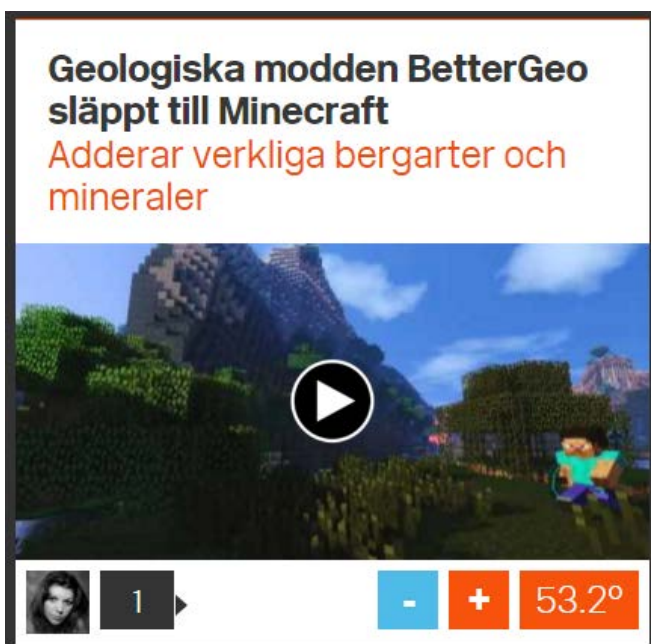 Geologiska modden BetterGeo
släppt till Minecraft
Adderar verkliga bergarter och
mineraler
1
- + 53.2º